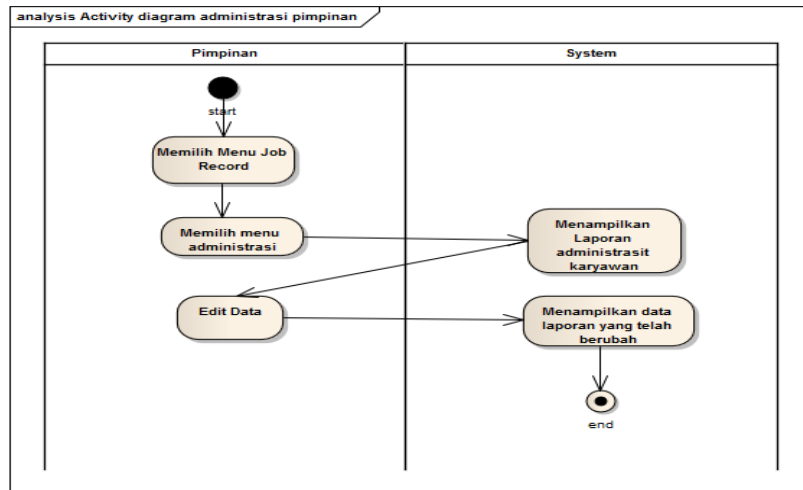 analysis Activity diagram administrasi pimpinan
Pimpinan
System
start
Memilih Menu Job
Record
Memilih menu
administrasi
Menampilkan
Laporan
administrasit
karyawan
Edit Data
Menampilkan data
laporan yang telah
berubah
end